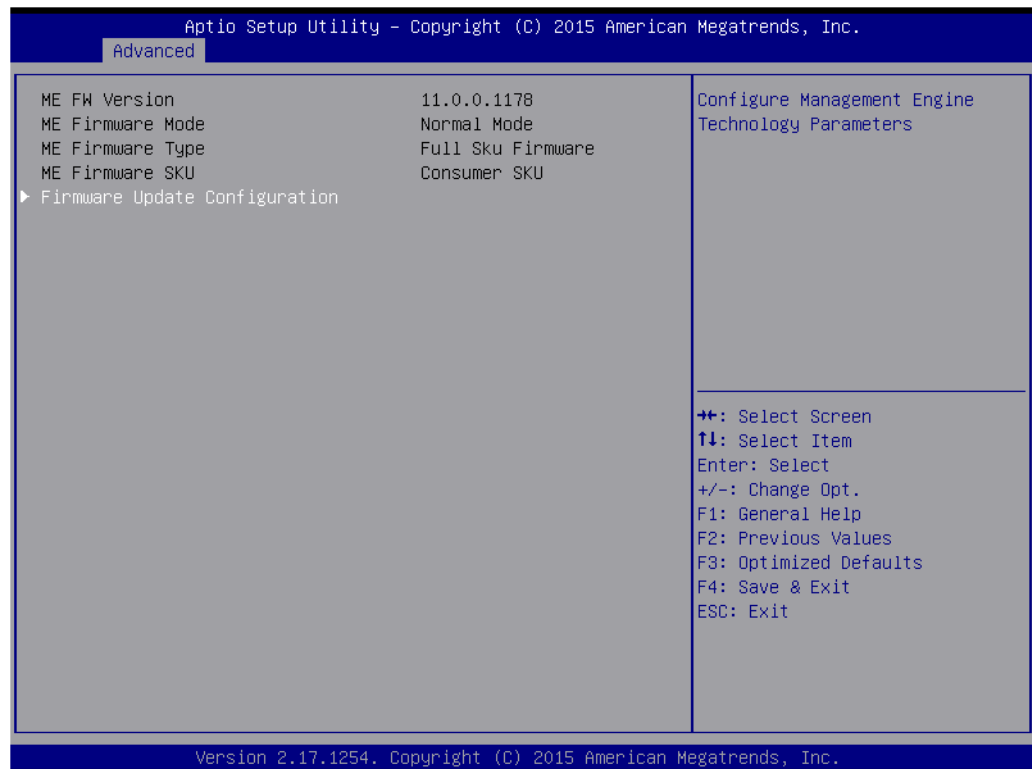 Aptio Setup Utility – Copyright (C) 2015 American Megatrends, Inc.
Advanced
ME FW Version 11.0.0.1178
ME Firmware Mode Normal Mode
ME Firmware Type Full Sku Firmware
ME Firmware SKU Consumer SKU
▶ Firmware Update Configuration
Configure Management Engine
Technology Parameters
→←: Select Screen
↑↓: Select Item
Enter: Select
+/-: Change Opt.
F1: General Help
F2: Previous Values
F3: Optimized Defaults
F4: Save & Exit
ESC: Exit
Version 2.17.1254. Copyright (C) 2015 American Megatrends, Inc.